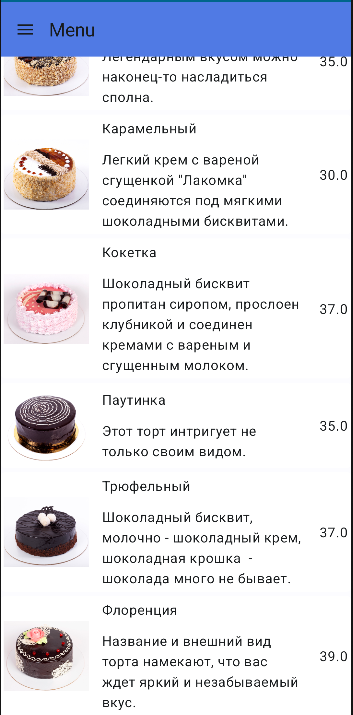 Menu
Легендарным вкусом можно
наконец-то насладиться
сполна.
35.0
Карамельный
Легкий крем с вареной
сгущенкой "Лакомка"
соединяются под мягкими
шоколадными бисквитами.
30.0
Кокетка
Шоколадный бисквит
пропитан сиропом, прослоен
клубникой и соединен
кремами с вареным и
сгущенным молоком.
37.0
Паутинка
Этот торт интригует не
только своим видом.
35.0
Трюфельный
Шоколадный бисквит,
молочно - шоколадный крем,
шоколадная крошка  -
шоколада много не бывает.
37.0
Флоренция
Название и внешний вид
торта намекают, что вас
ждет яркий и незабываемый
вкус.
39.0